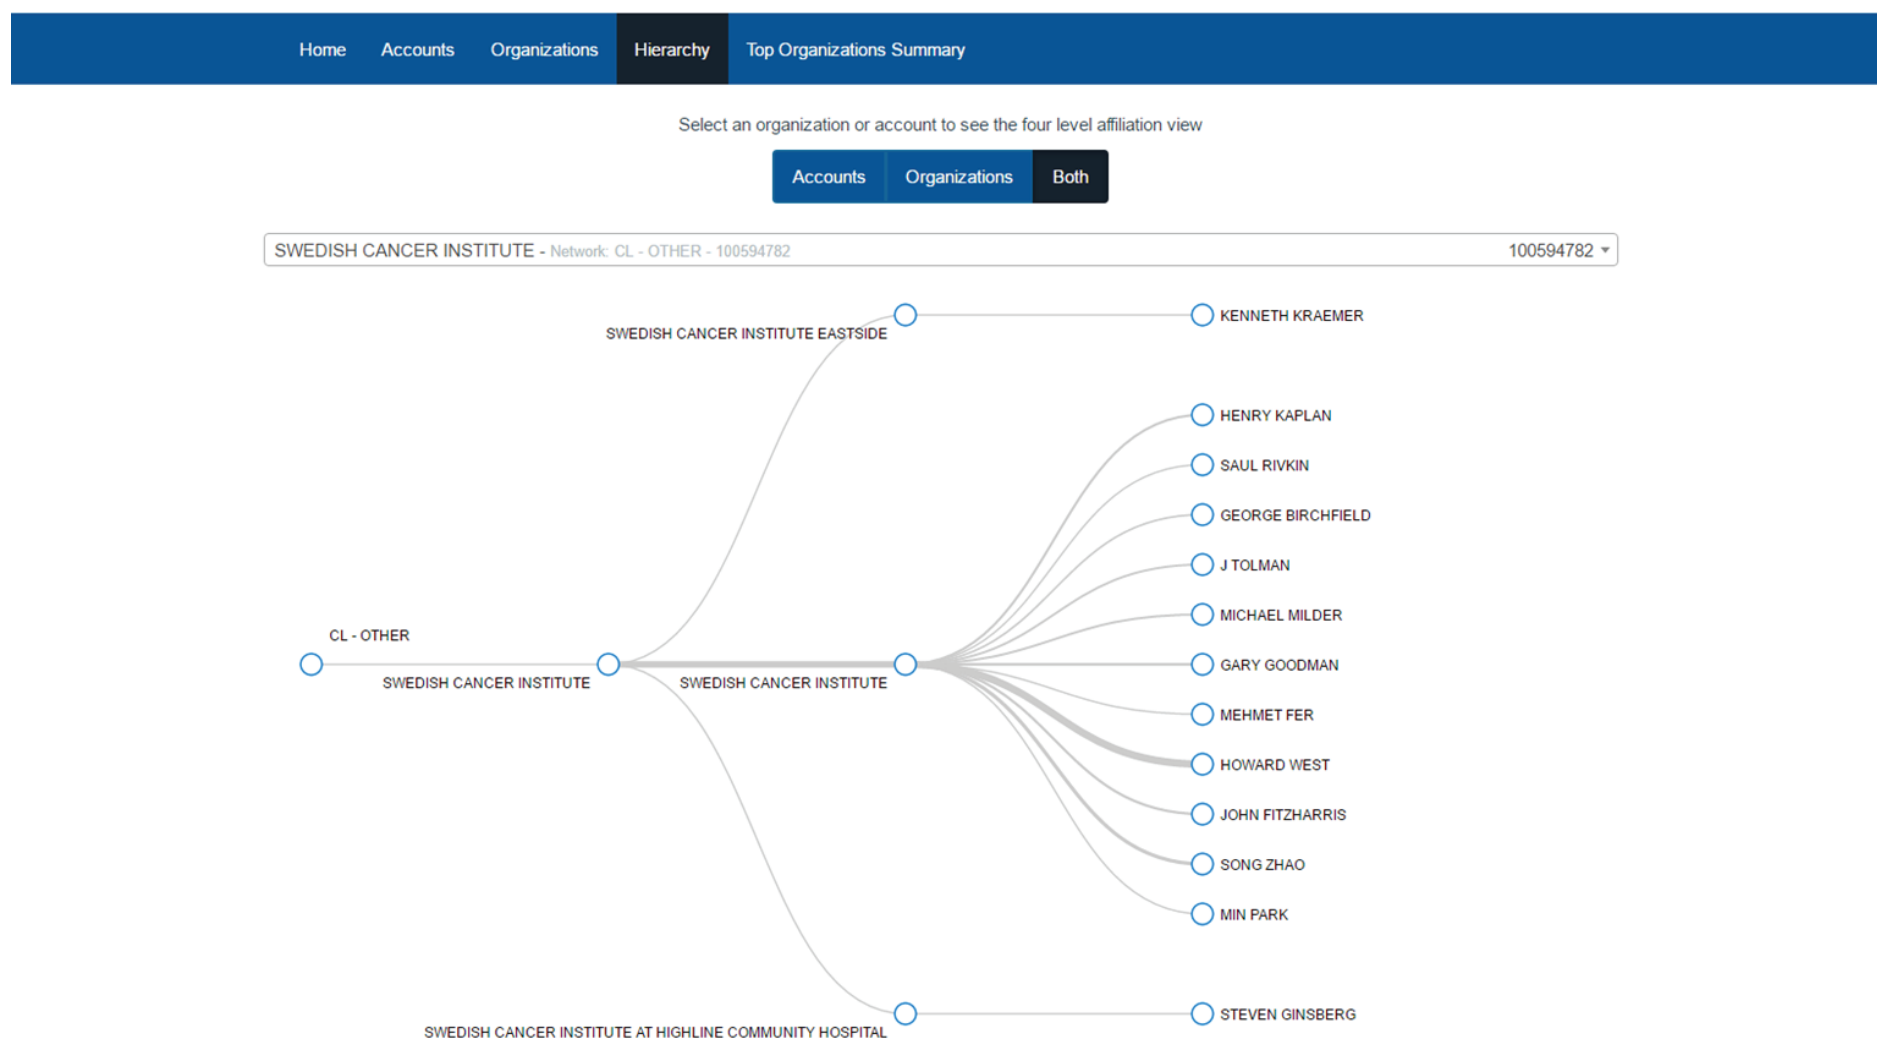 Home Accounts Organizations Hierarchy Top Organizations Summary
Select an organization or account to see the four level affiliation view
Accounts Organizations Both
SWEDISH CANCER INSTITUTE - Network: CL - OTHER - 100594782 100594782
SWEDISH CANCER INSTITUTE EASTSIDE
KENNETH KRAEMER
HENRY KAPLAN
SAUL RIVKIN
GEORGE BIRCHFIELD
J TOLMAN
MICHAEL MILDER
CL - OTHER
GARY GOODMAN
SWEDISH CANCER INSTITUTE
SWEDISH CANCER INSTITUTE
MEHMET FER
HOWARD WEST
JOHN FITZHARRIS
SONG ZHAO
MIN PARK
STEVEN GINSBERG
SWEDISH CANCER INSTITUTE AT HIGHLINE COMMUNITY HOSPITAL